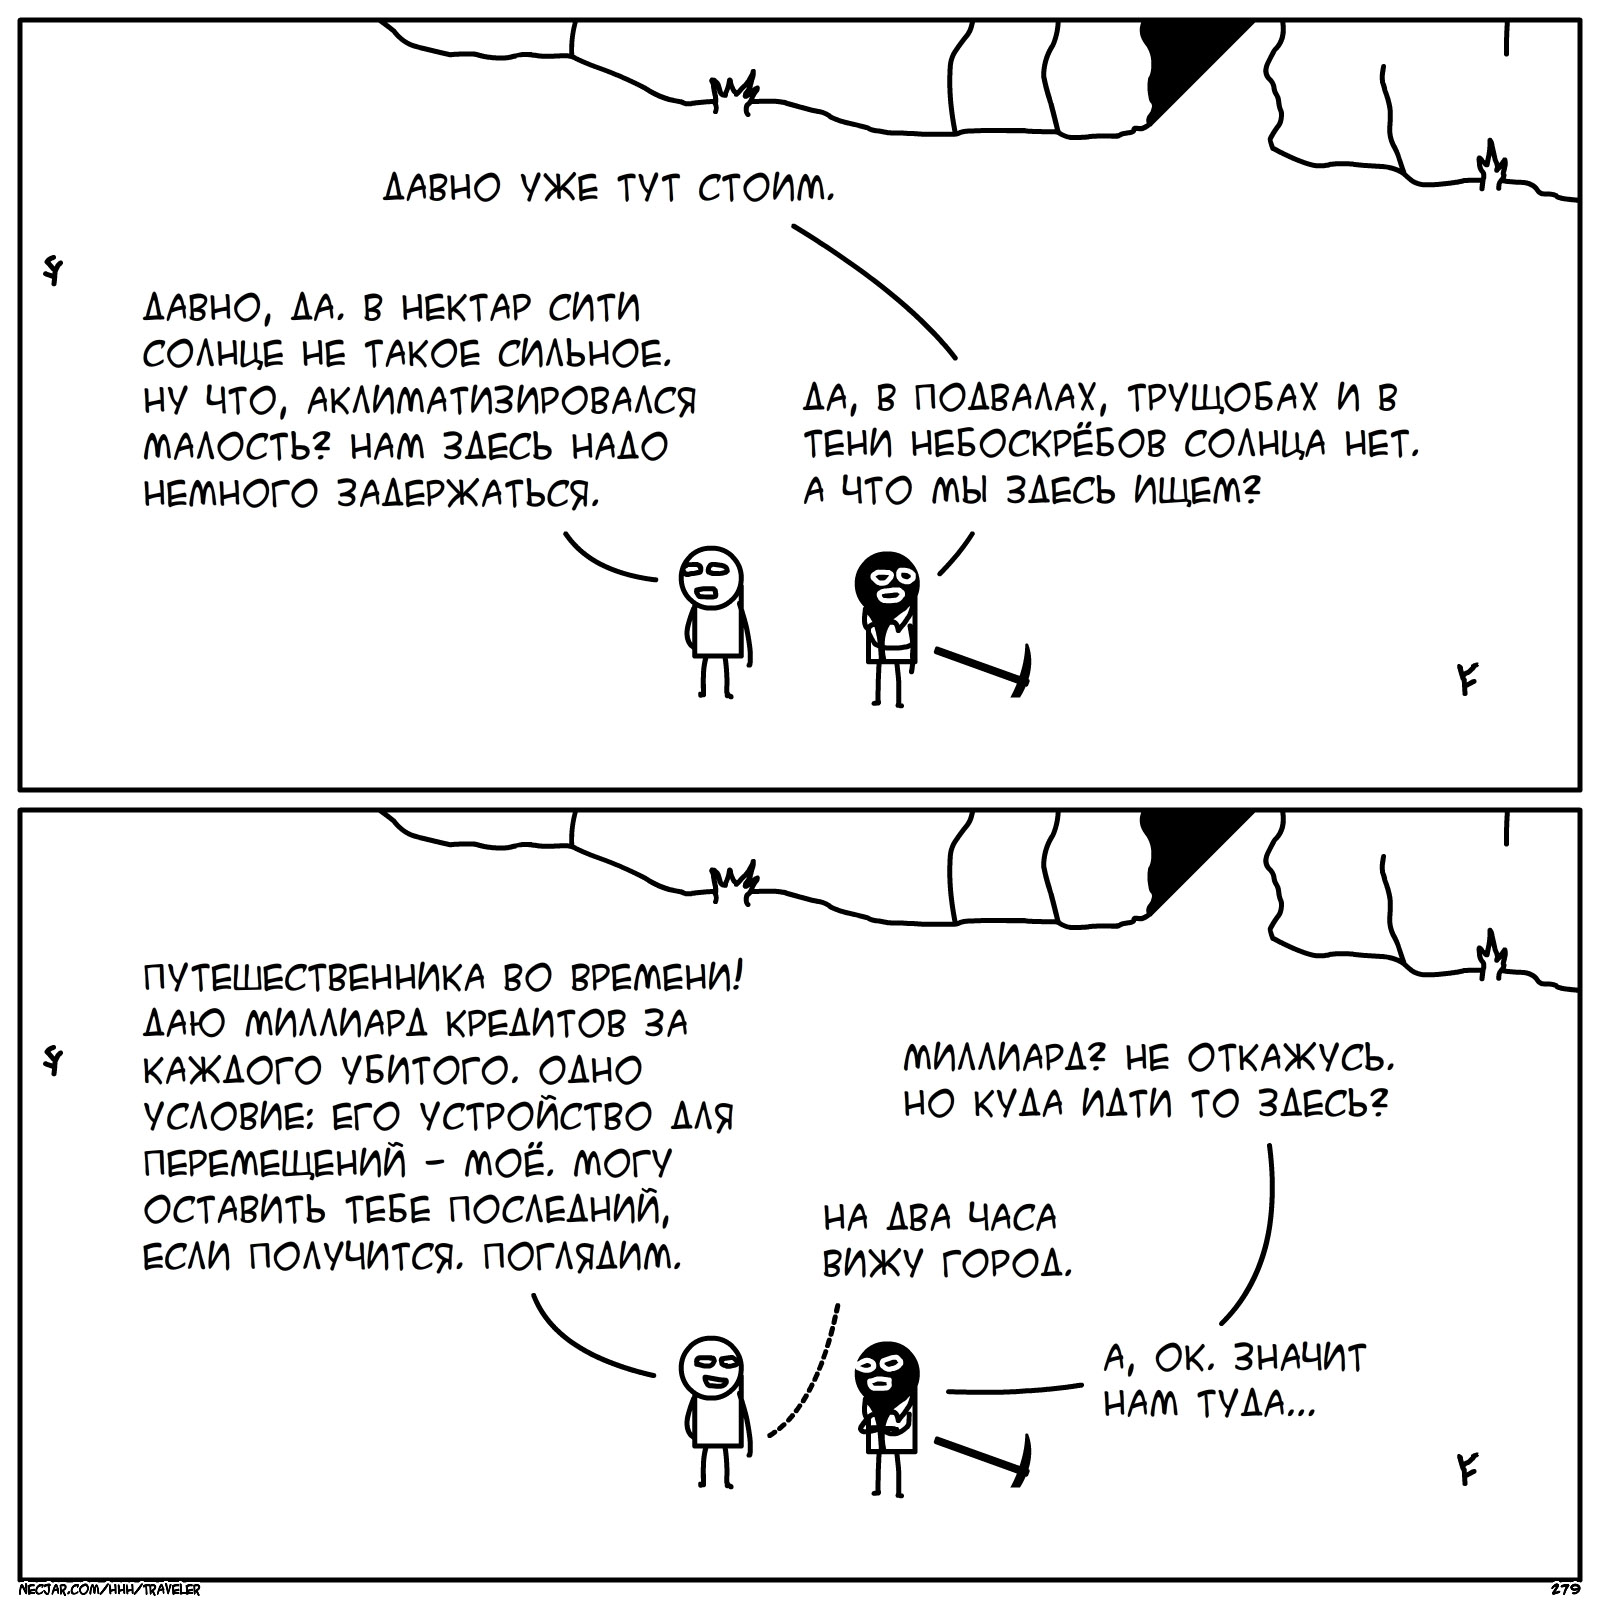 ДАВНО УЖЕ ТУТ СТОИМ.
ДАВНО, ДА. В НЕКТАР СИТИ
СОЛНЦЕ НЕ ТАКОЕ СИЛЬНОЕ.
НУ ЧТО, АКЛИМАТИЗИРОВАЛСЯ
МАЛОСТЬ? НАМ ЗДЕСЬ НАДО
НЕМНОГО ЗАДЕРЖАТЬСЯ.
ДА, В ПОДВАЛАХ, ТРУЩОБАХ И В
ТЕНИ НЕБОСКРЁБОВ СОЛНЦА НЕТ.
А ЧТО МЫ ЗДЕСЬ ИЩЕМ?
ПУТЕШЕСТВЕННИКА ВО ВРЕМЕНИ!
ДАЮ МИЛЛИАРД КРЕДИТОВ ЗА
КАЖДОГО УБИТОГО. ОДНО
УСЛОВИЕ: ЕГО УСТРОЙСТВО ДЛЯ
ПЕРЕМЕЩЕНИЙ - МОЁ. МОГУ
ОСТАВИТЬ ТЕБЕ ПОСЛЕДНИЙ,
ЕСЛИ ПОЛУЧИТСЯ. ПОГЛЯДИМ.
МИЛЛИАРД? НЕ ОТКАЖУСЬ.
НО КУДА ИДТИ ТО ЗДЕСЬ?
НА ДВА ЧАСА
ВИЖУ ГОРОД.
А, ОК. ЗНАЧИТ
НАМ ТУДА...
NECJAR.COM/HHH/TRAVELER
279